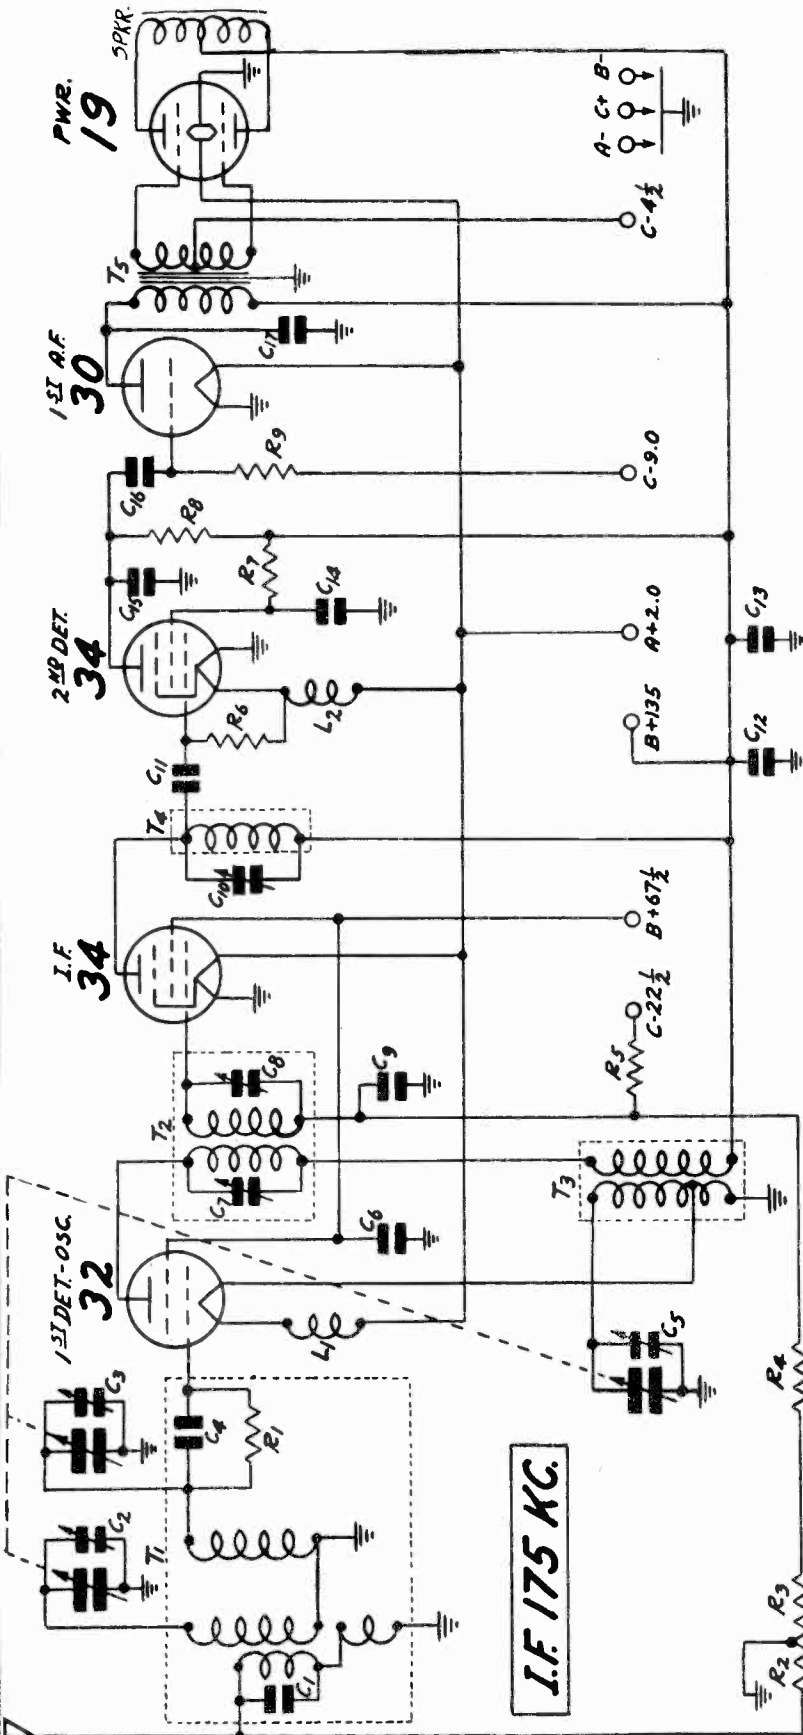 1ST DET.-OSC.
32
I.F.
34
2ND DET.
34
1ST A.F.
30
PWR.
19
SPKR.
C2
C3
T1
C1
C4
R1
L1
C7
T2
C8
C6
C9
C10
T4
C11
R6
L2
C15
R7
C14
C16
R8
R9
C17
T5
T3
C5
R5
C-22½
B+67½
B+135
A+2.0
C-9.0
C-4½
A- C+ B-
C12
C13
R2
R3
R4
I.F. 175 KC.